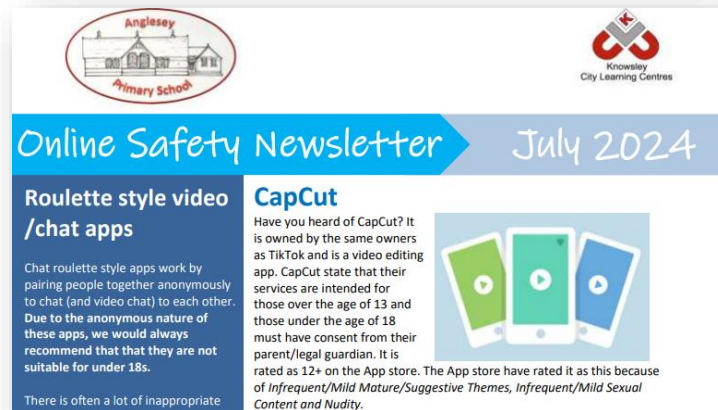 Anglesey
Primary School
Knowsley
City Learning Centres
Online Safety Newsletter
July 2024
Roulette style video
/chat apps
Chat roulette style apps work by
pairing people together anonymously
to chat (and video chat) to each other.
Due to the anonymous nature of
these apps, we would always
recommend that that they are not
suitable for under 18s.
There is often a lot of inappropriate
CapCut
Have you heard of CapCut? It
is owned by the same owners
as TikTok and is a video editing
app. CapCut state that their
services are intended for
those over the age of 13 and
those under the age of 18
must have consent from their
parent/legal guardian. It is
rated as 12+ on the App store. The App store have rated it as this because
of Infrequent/Mild Mature/Suggestive Themes, Infrequent/Mild Sexual
Content and Nudity.